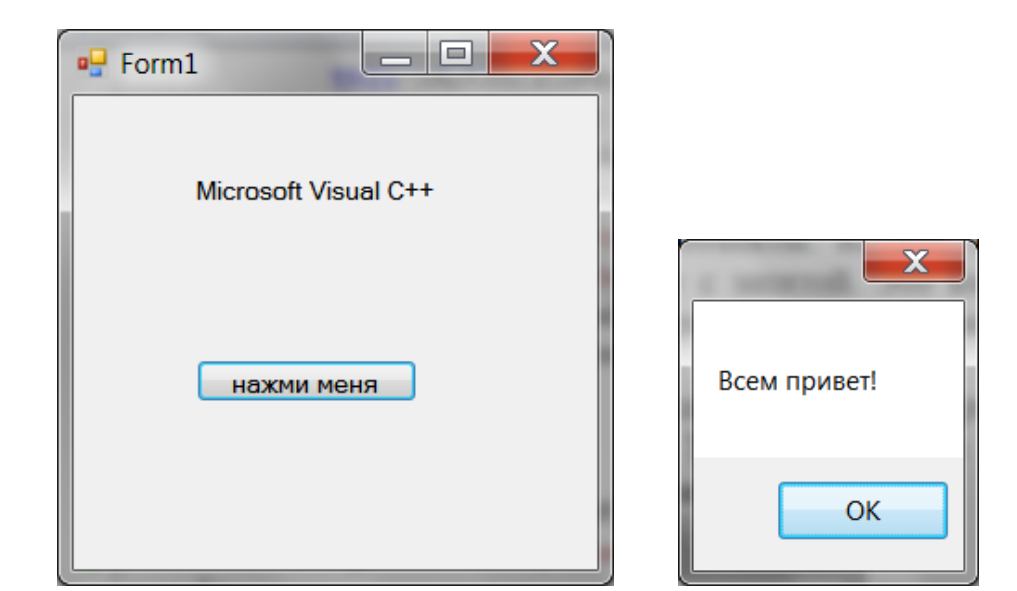 Form1
Microsoft Visual C++
нажми меня
Всем привет!
OK